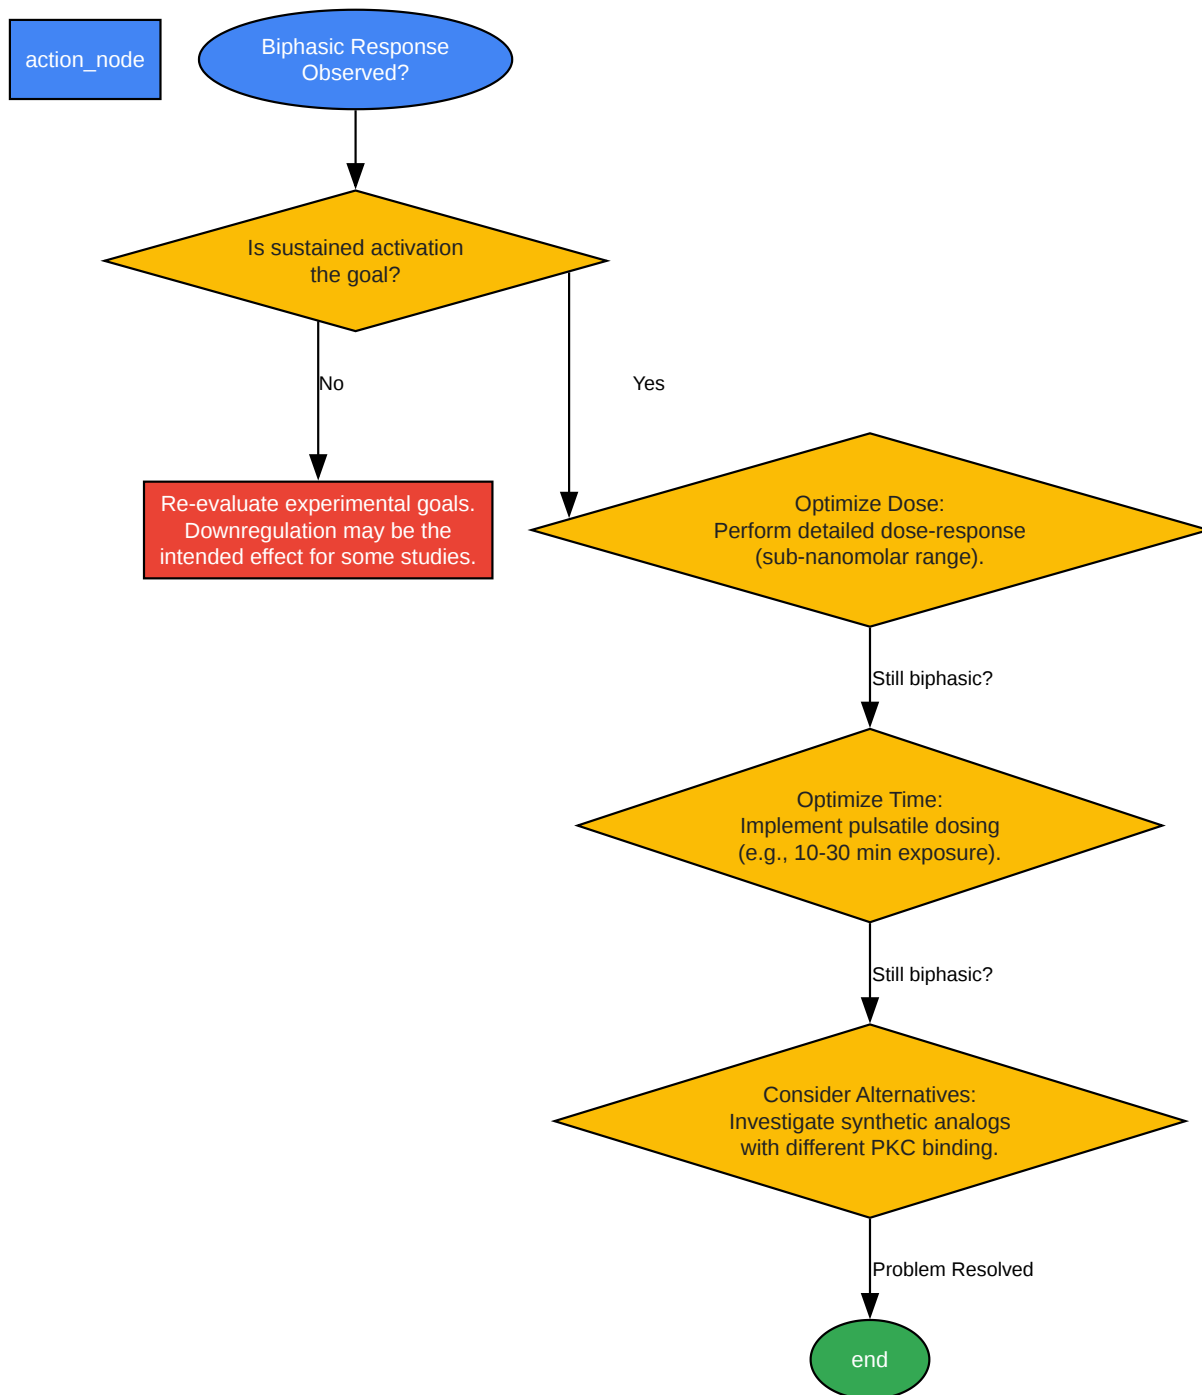 action_node
Biphasic Response
Observed?
Is sustained activation
the goal?
No
Yes
Re-evaluate experimental goals.
Downregulation may be the
intended effect for some studies.
Optimize Dose:
Perform detailed dose-response
(sub-nanomolar range).
Still biphasic?
Optimize Time:
Implement pulsatile dosing
(e.g., 10-30 min exposure).
Still biphasic?
Consider Alternatives:
Investigate synthetic analogs
with different PKC binding.
Problem Resolved
end